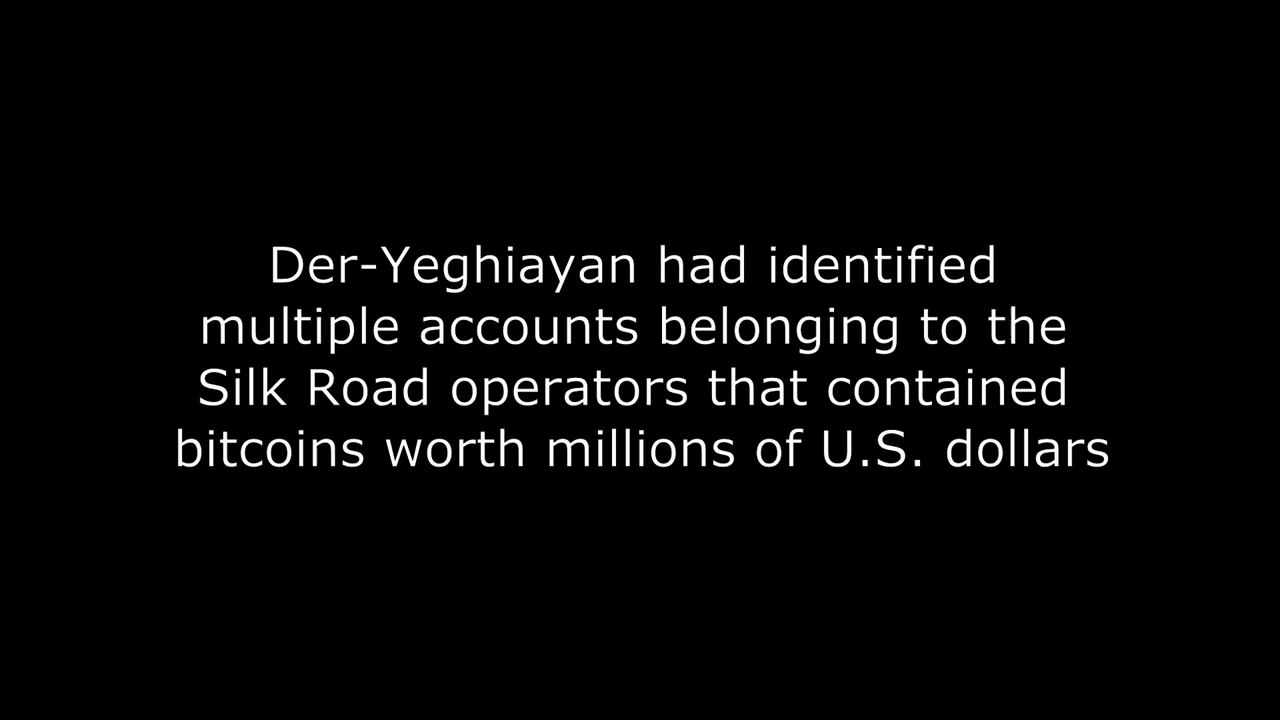 Der-Yeghiayan had identified
multiple accounts belonging to the
Silk Road operators that contained
bitcoins worth millions of U.S. dollars